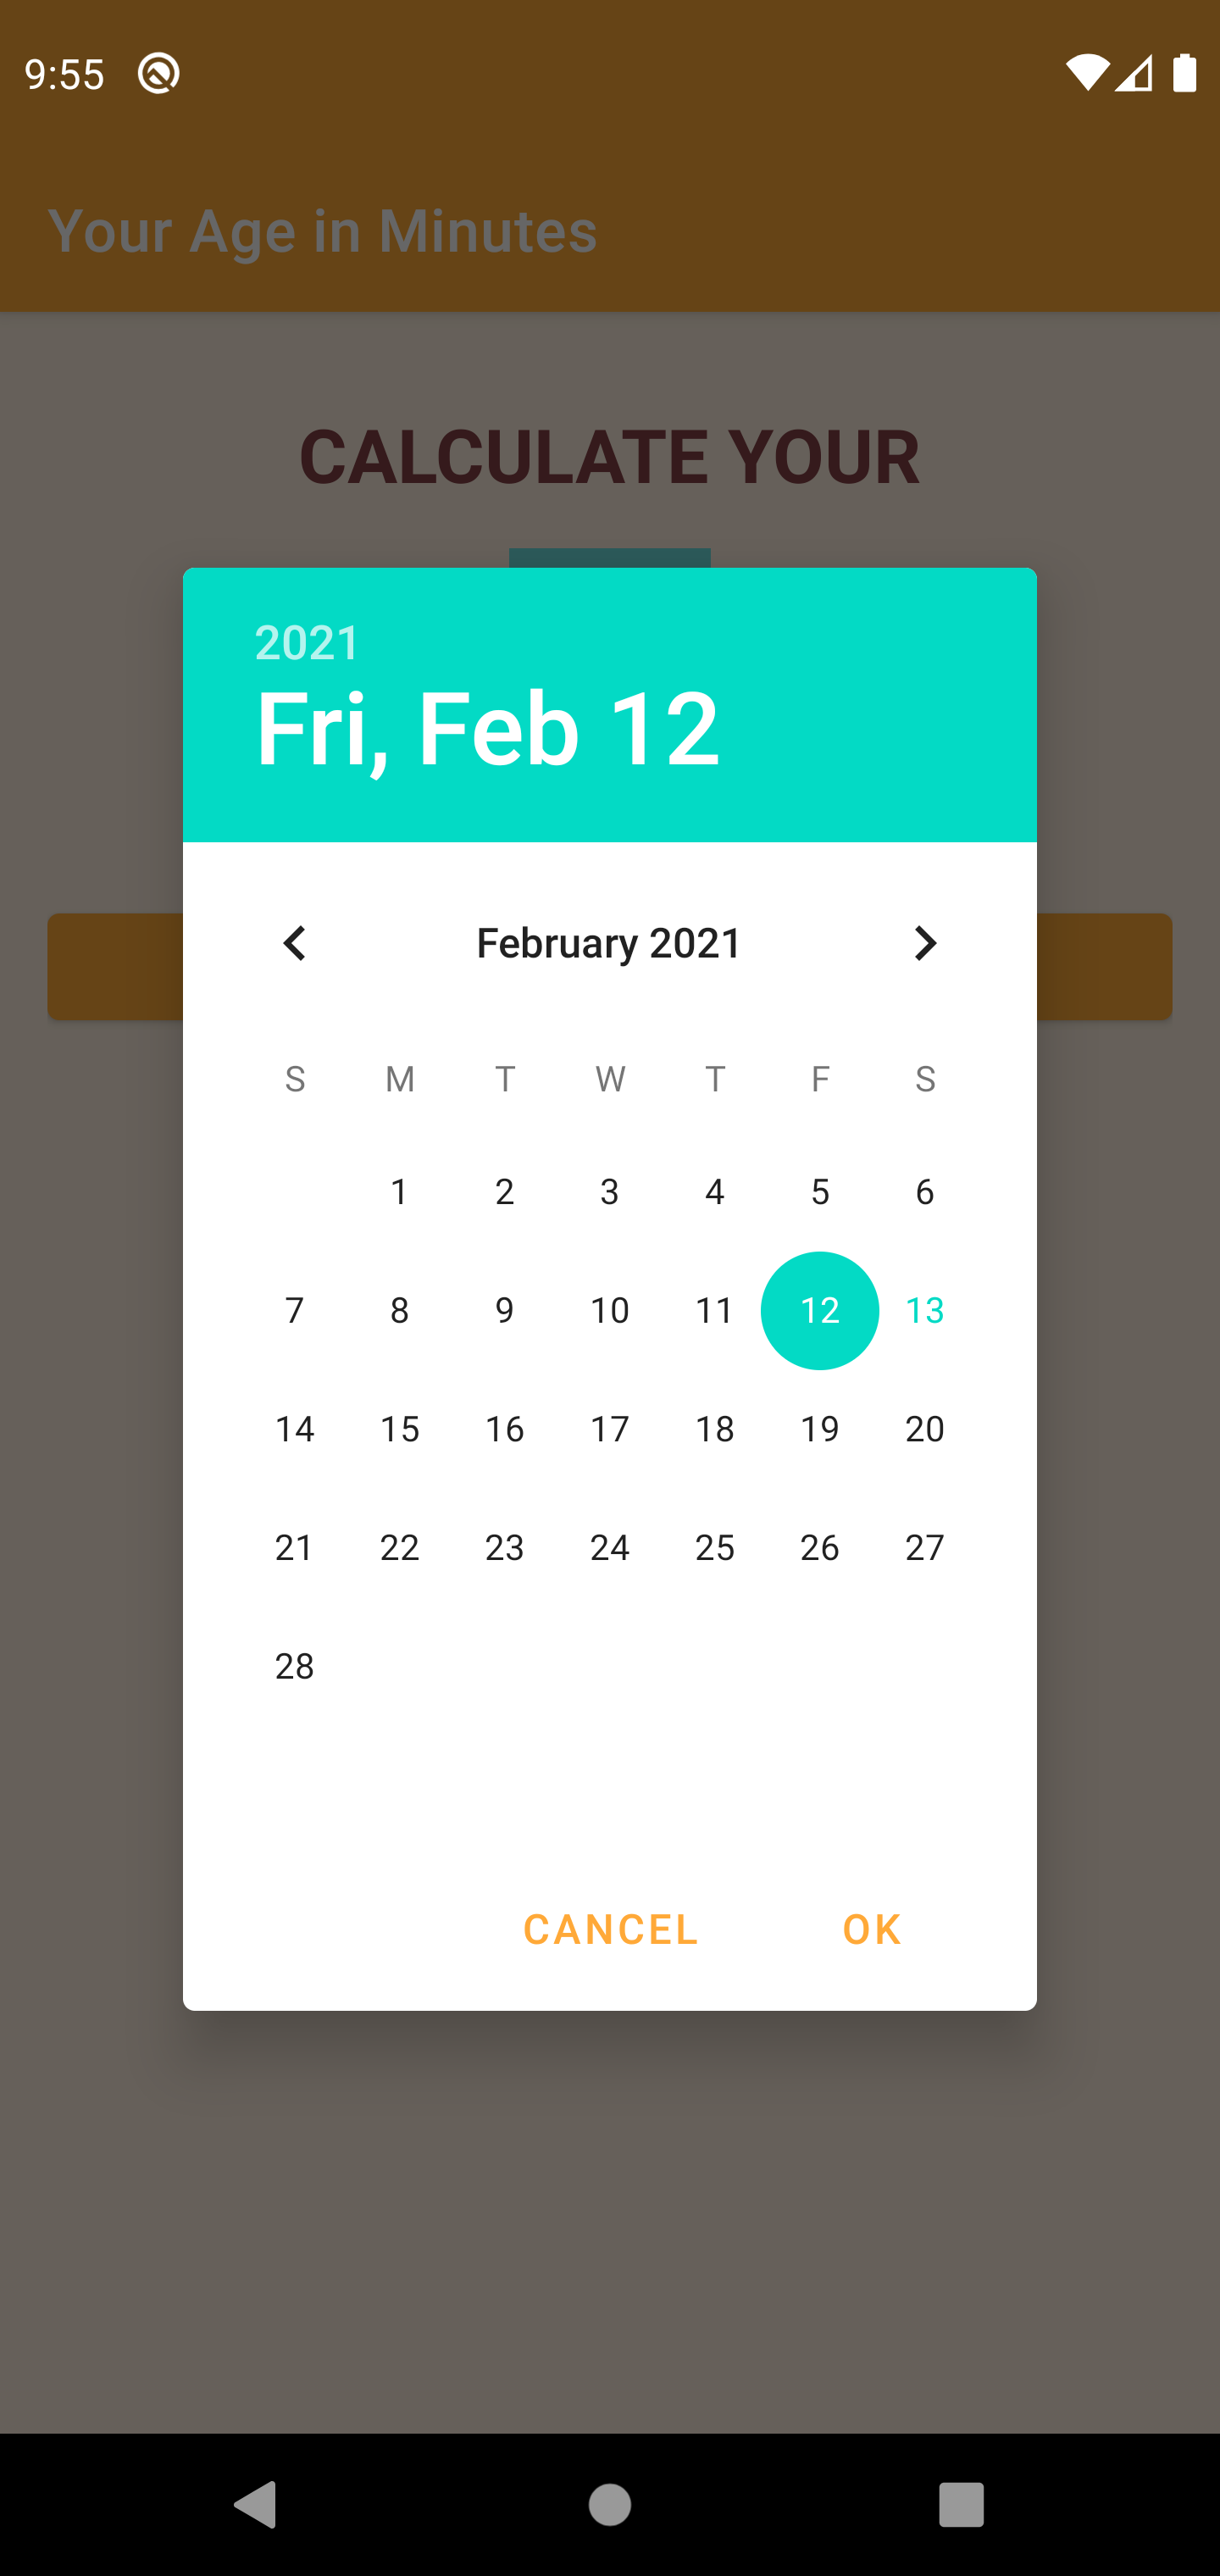 9:55
Your Age in Minutes
CALCULATE YOUR
2021
Fri, Feb 12
February 2021
S M T W T F S
1 2 3 4 5 6
7 8 9 10 11 12 13
14 15 16 17 18 19 20
21 22 23 24 25 26 27
28
CANCEL OK